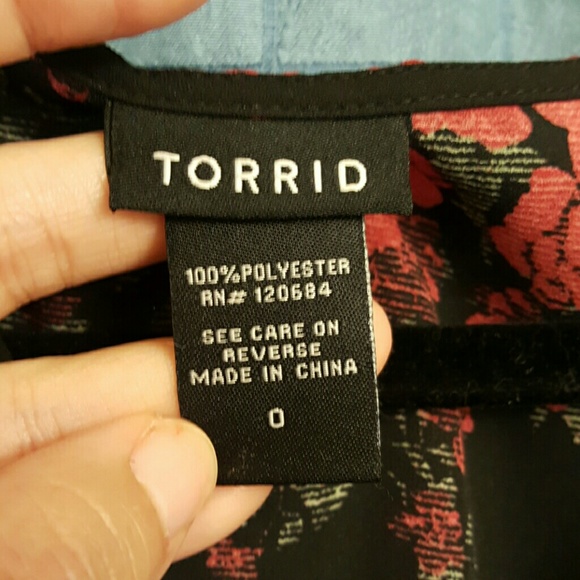 TORRID
100%POLYESTER
RN# 120684
SEE CARE ON
REVERSE
MADE IN CHINA
0